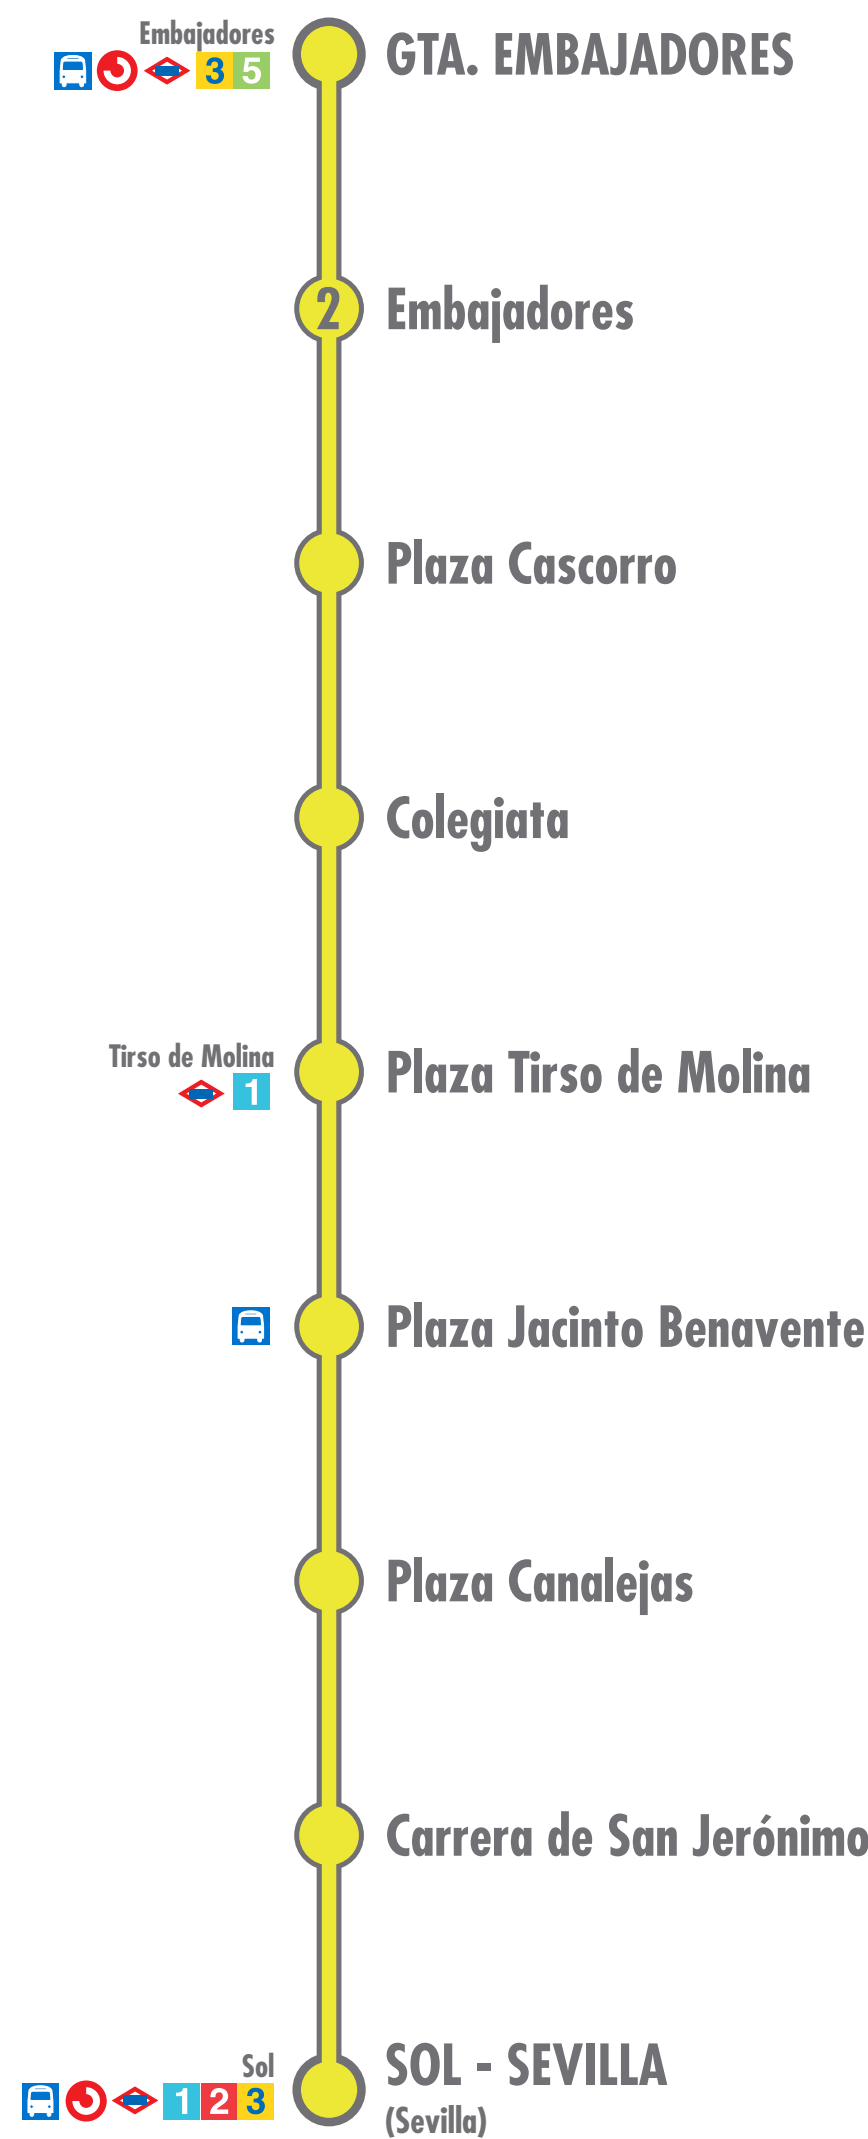 Embajadores
3 5
GTA. EMBAJADORES
2
Embajadores
Plaza Cascorro
Colegiata
Tirso de Molina
1
Plaza Tirso de Molina
Plaza Jacinto Benavente
Plaza Canalejas
Carrera de San Jerónimo
Sol
1 2 3
SOL - SEVILLA
(Sevilla)